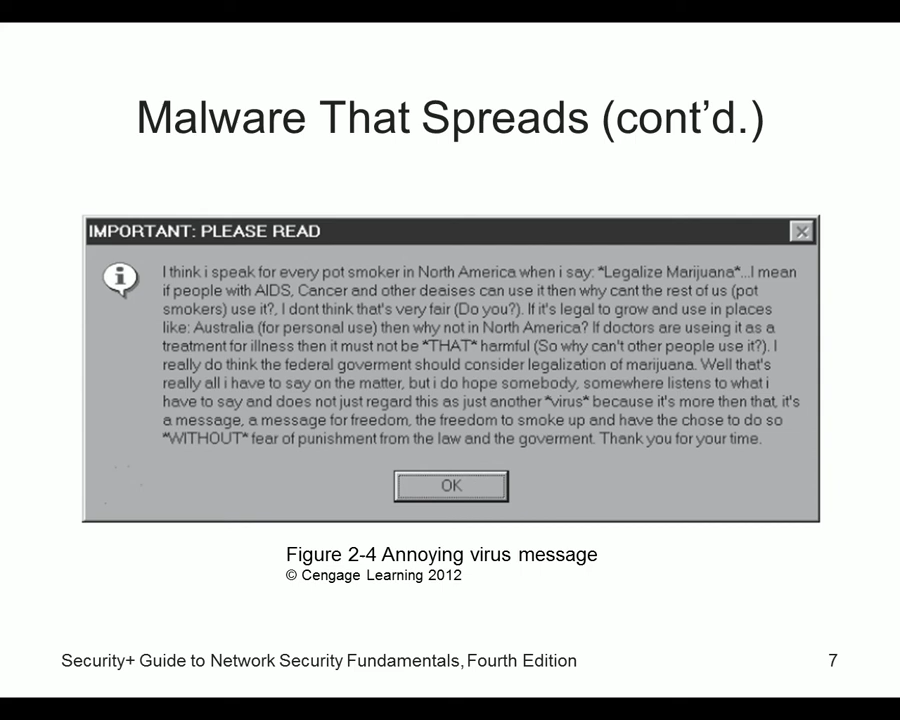 Malware That Spreads (cont’d.)
IMPORTANT: PLEASE READ
I think i speak for every pot smoker in North America when i say: *Legalize Marijuana*...I mean
if people with AIDS, Cancer and other deaises can use it then why cant the rest of us (pot
smokers) use it?, I dont think that's very fair (Do you?). If it's legal to grow and use in places
like: Australia (for personal use) then why not in North America? If doctors are useing it as a
treatment for illness then it must not be *THAT* harmful (So why can't other people use it?). I
really do think the federal goverment should consider legalization of marijuana. Well that's
really all i have to say on the matter, but i do hope somebody, somewhere listens to what i
have to say and does not just regard this as just another *virus* because it's more then that, it's
a message, a message for freedom, the freedom to smoke up and have the chose to do so
*WITHOUT* fear of punishment from the law and the goverment. Thank you for your time.
OK
Figure 2-4 Annoying virus message
© Cengage Learning 2012
Security+ Guide to Network Security Fundamentals, Fourth Edition
7